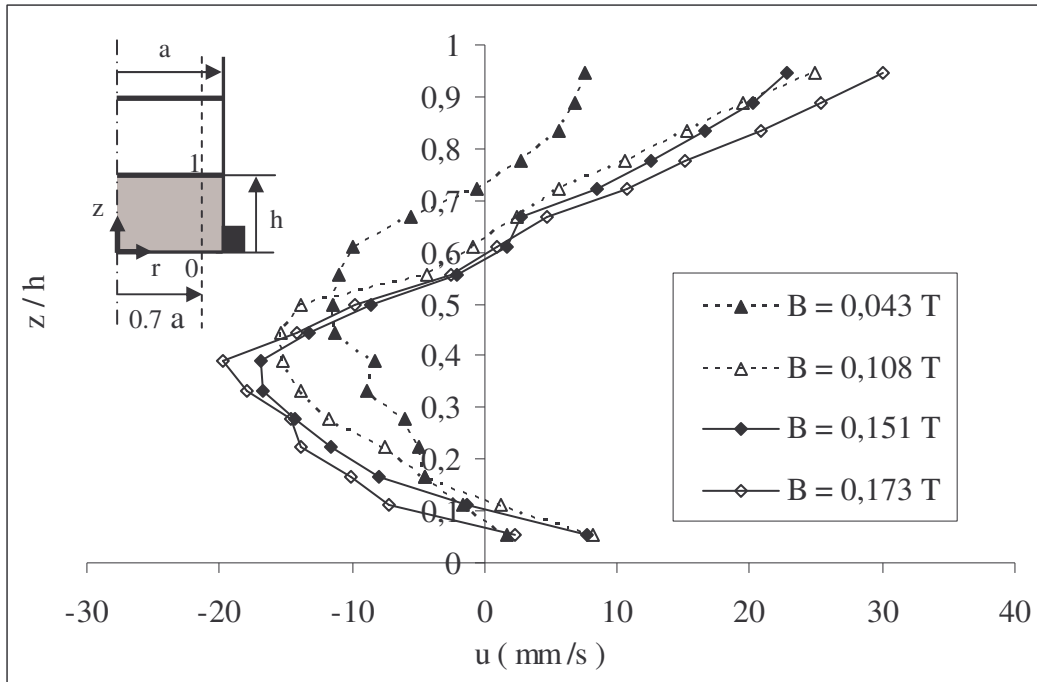 a
1
z
h
r
0
0.7 a
z / h
1
0,9
0,8
0,7
0,6
0,5
0,4
0,3
0,2
0,1
0
-30 -20 -10 0 10 20 30 40
u ( mm/s )
B = 0,043 T
B = 0,108 T
B = 0,151 T
B = 0,173 T